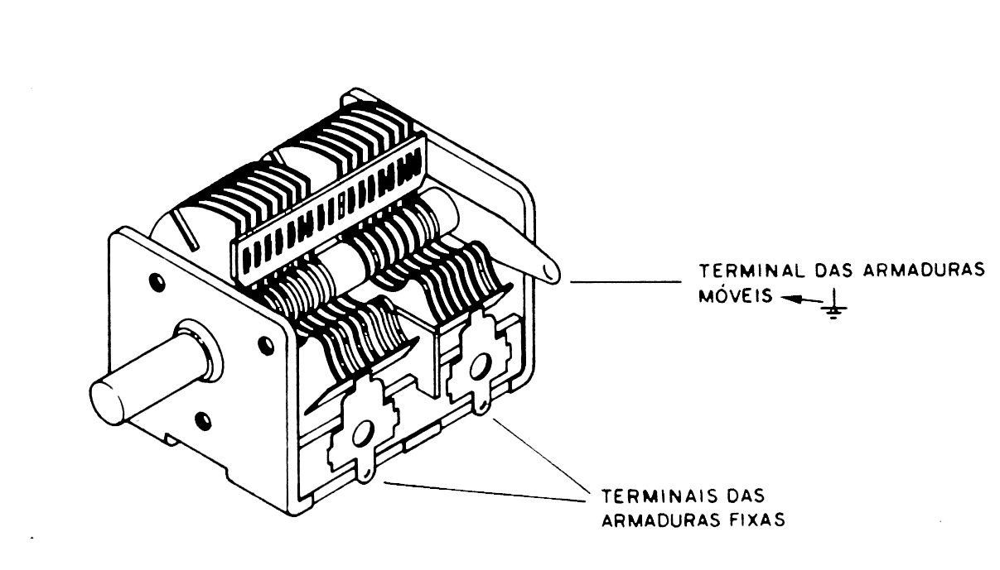 TERMINAL DAS ARMADURAS
MÓVEIS
TERMINAIS DAS
ARMADURAS FIXAS